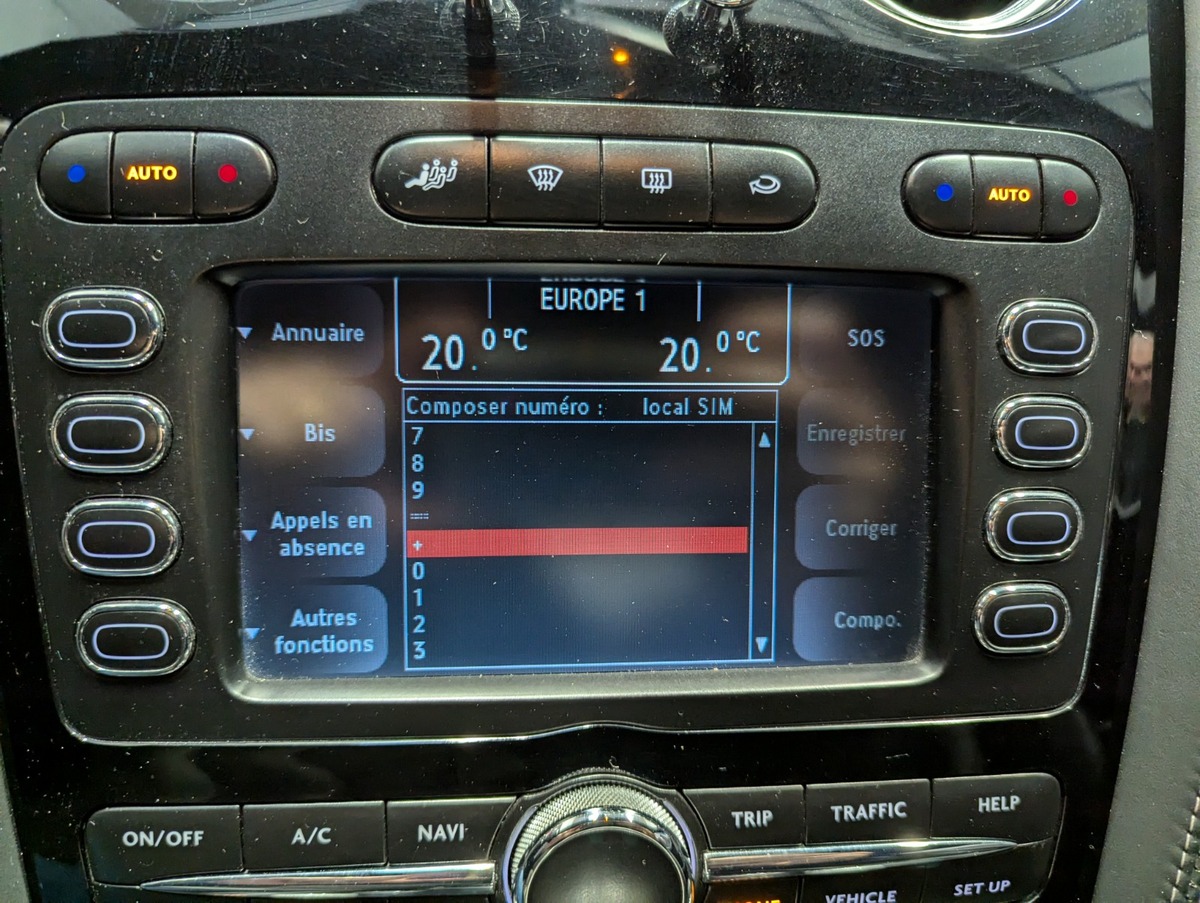 AUTO
AUTO
EUROPE 1
20.0°C
20.0°C
Annuaire
SOS
Composer numéro : local SIM
Bis
Enregistrer
7
8
9
Appels en
absence
Corriger
+
0
1
2
3
Autres
fonctions
Compo.
ON/OFF
A/C
NAVI
TRIP
TRAFFIC
HELP
VEHICLE
SET UP